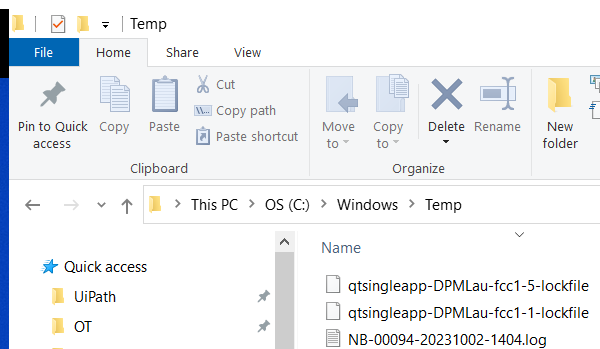 Temp
File Home Share View
Pin to Quick access
Copy
Paste
Cut
Copy path
Paste shortcut
Clipboard
Move to
Copy to
Delete
Rename
Organize
New folder
This PC > OS (C:) > Windows > Temp
Name
Quick access
UiPath
OT
qtsingleapp-DPMLau-fcc1-5-lockfile
qtsingleapp-DPMLau-fcc1-1-lockfile
NB-00094-20231002-1404.log